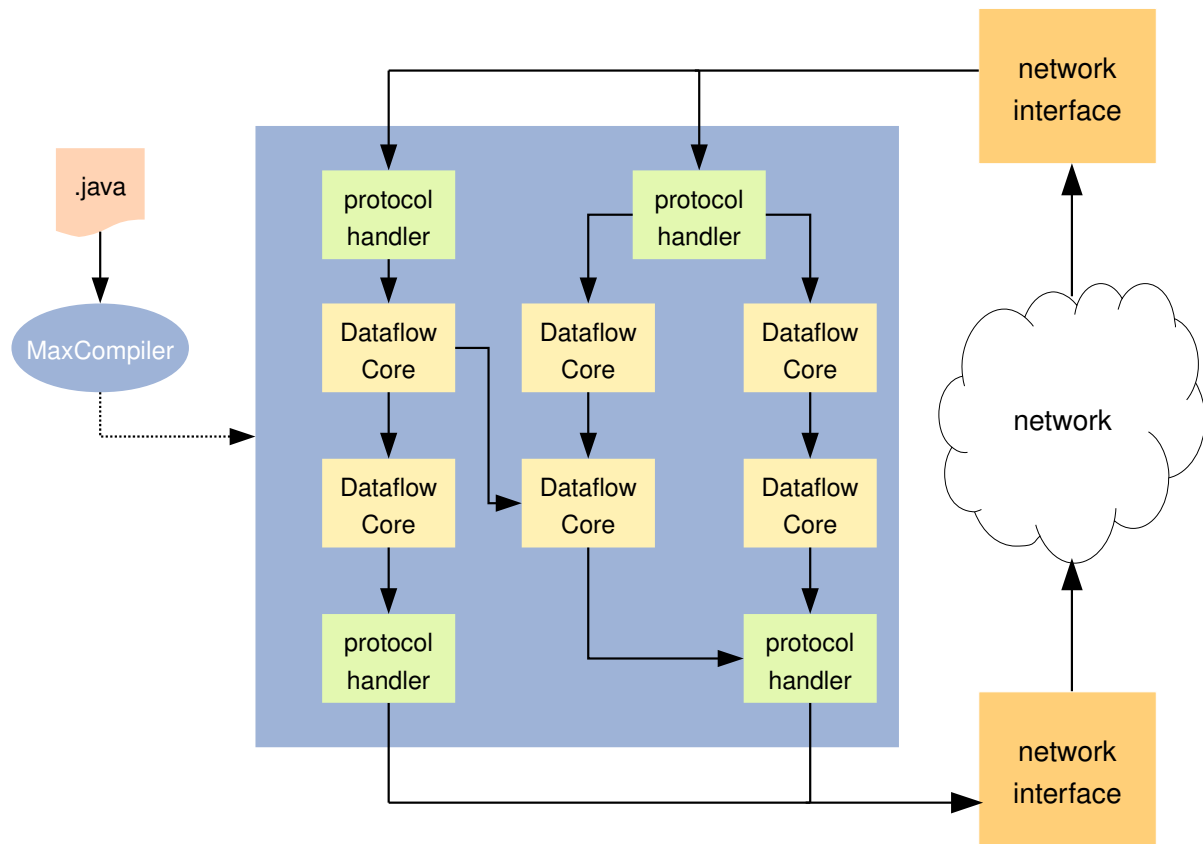 network
interface
.java
protocol
handler
protocol
handler
MaxCompiler
Dataflow
Core
Dataflow
Core
Dataflow
Core
network
Dataflow
Core
Dataflow
Core
Dataflow
Core
protocol
handler
protocol
handler
network
interface